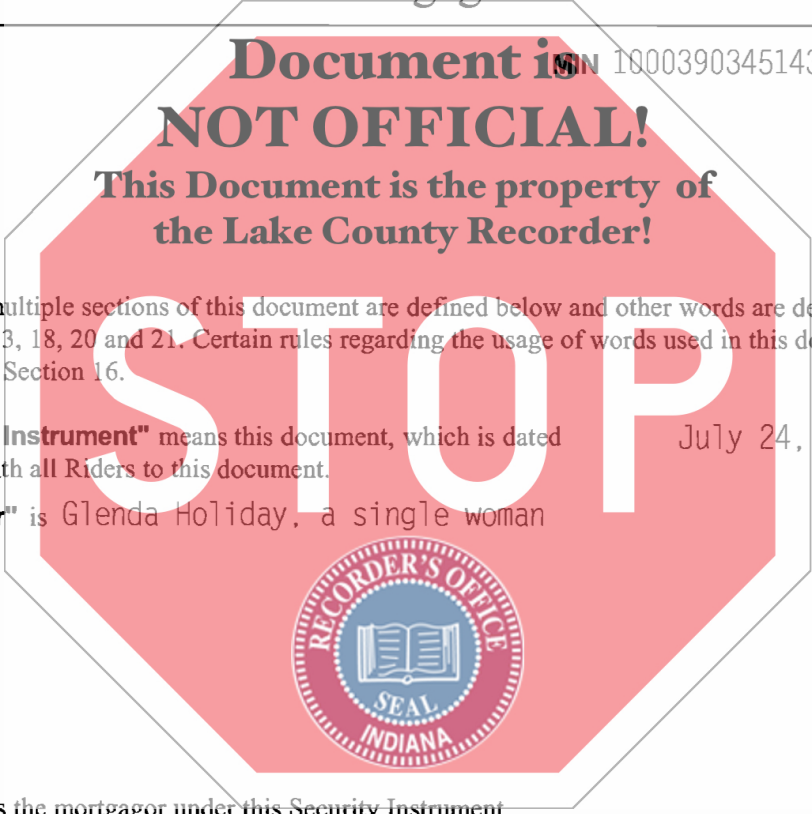 Document is
MIN 1000390345143
NOT OFFICIAL!
This Document is the property of
the Lake County Recorder!
multiple sections of this document are defined below and other words are de
3, 18, 20 and 21. Certain rules regarding the usage of words used in this do
Section 16.
Instrument" means this document, which is dated July 24,
th all Riders to this document.
r" is Glenda Holiday, a single woman
STOP
RECORDER'S OFFICE
SEAL
INDIANA
s the mortgagor under this Security Instrument